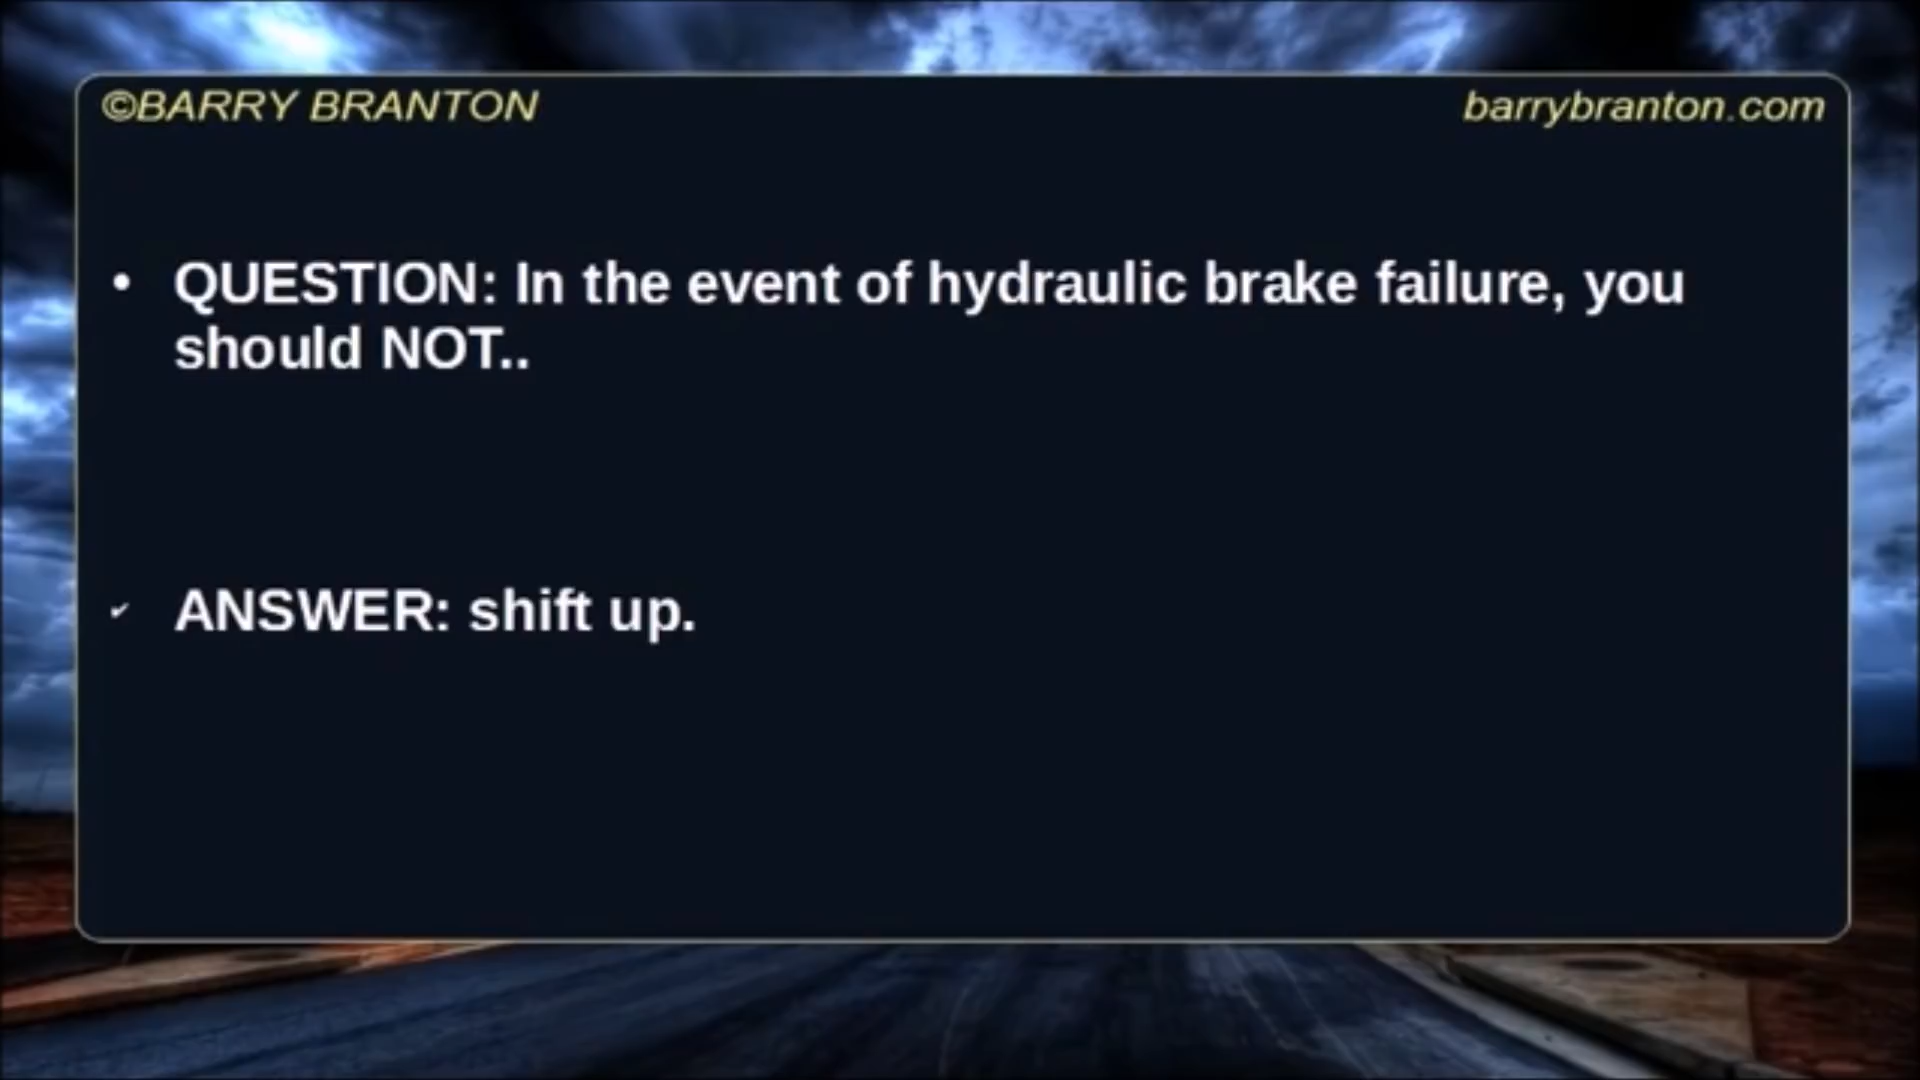 ©BARRY BRANTON
barrybranton.com
• QUESTION: In the event of hydraulic brake failure, you
should NOT..
✔ ANSWER: shift up.